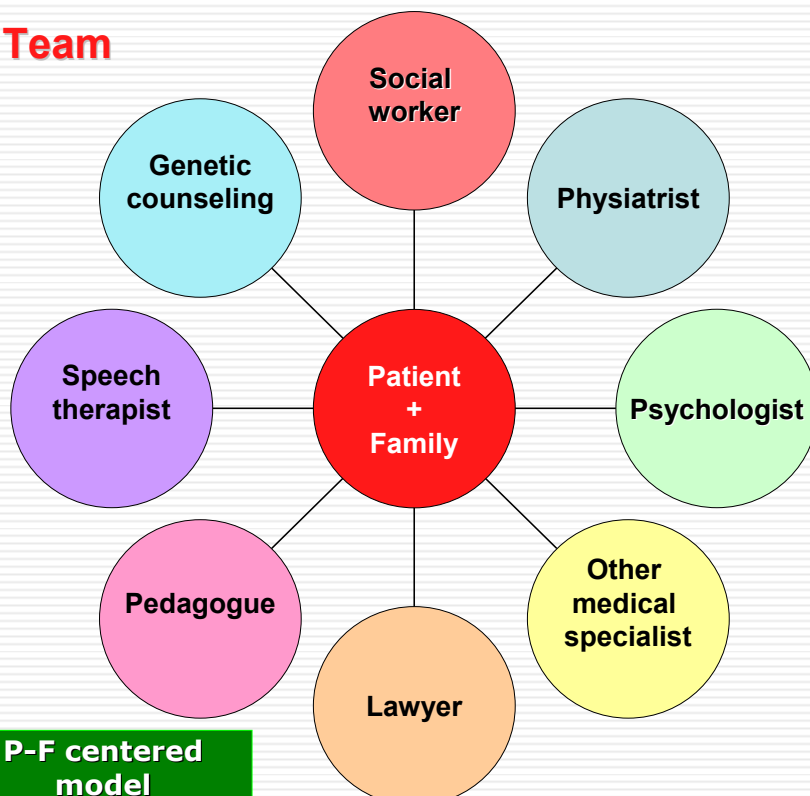 Team
Social
worker
Genetic
counseling
Physiatrist
Speech
therapist
Patient
+
Family
Psychologist
Pedagogue
Other
medical
specialist
Lawyer
P-F centered
model